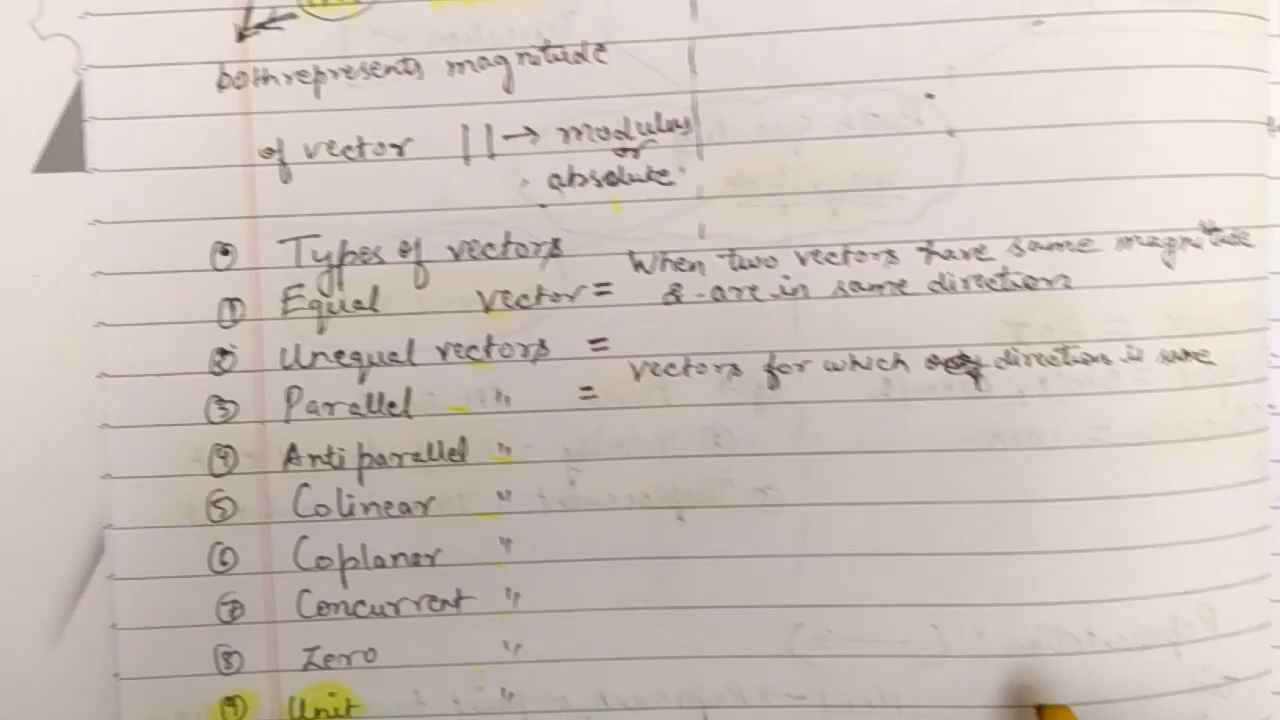 both represents magnitude
of vector || → modulus
or
absolute
Types of vectors
① Equal vector = When two vectors have same magnitude
& are in same direction
② Unequal vectors =
③ Parallel " = vectors for which direction is same
④ Anti parallel "
⑤ Colinear "
⑥ Coplaner "
⑦ Concurrent "
⑧ Zero "
⑨ Unit "